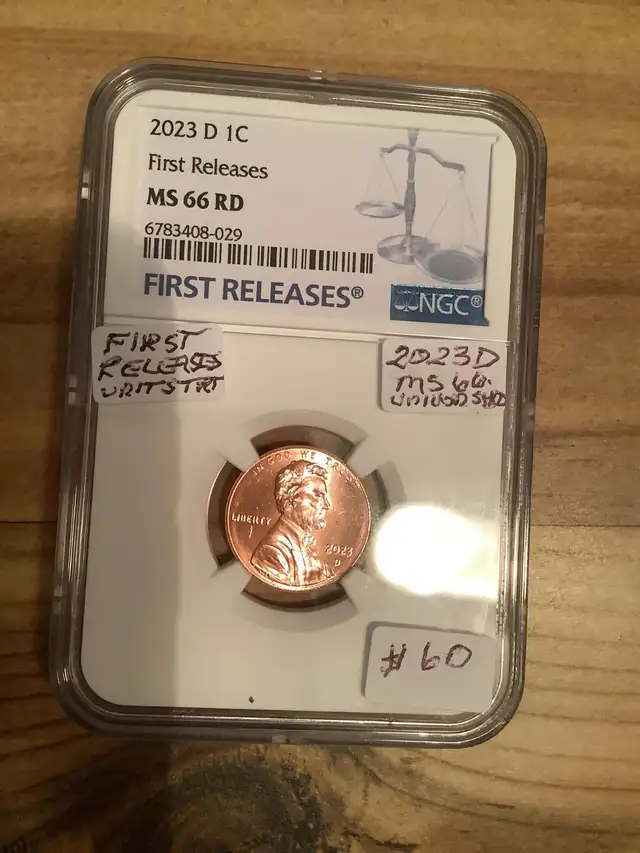 2023 D 1C
First Releases
MS 66 RD
6783408-029
FIRST RELEASES®
NGC®
FIRST
RELEASES
2023 D
MS 66
IN GOD WE TRUST
LIBERTY
2023
D
#60